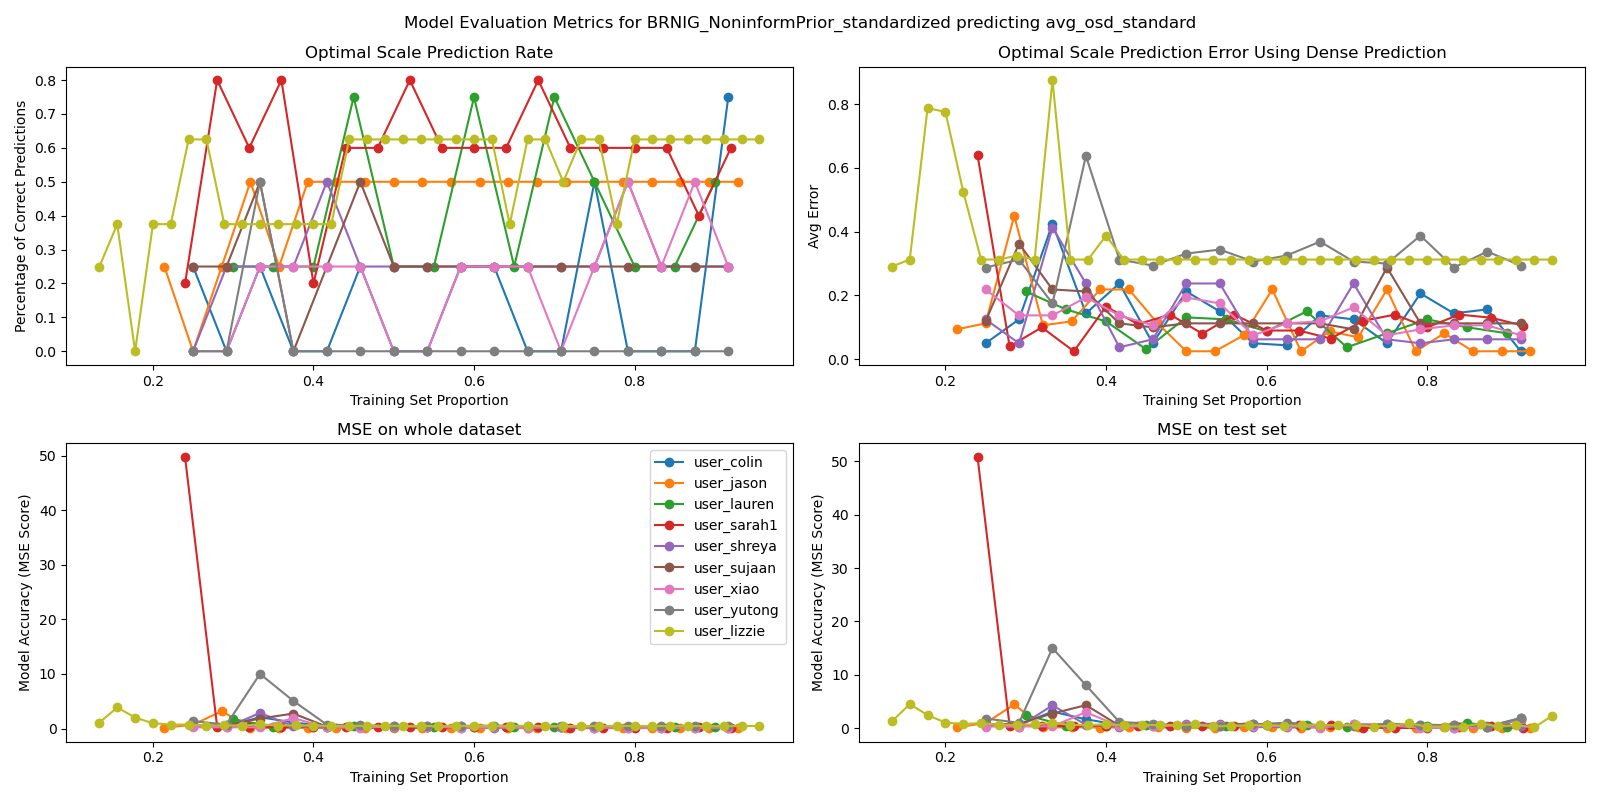 Model Evaluation Metrics for BRNIG_NoninformPrior_standardized predicting avg_osd_standard
Optimal Scale Prediction Rate
Percentage of Correct Predictions
0.8
0.7
0.6
0.5
0.4
0.3
0.2
0.1
0.0
0.2
0.4
0.6
0.8
Training Set Proportion
Optimal Scale Prediction Error Using Dense Prediction
Avg Error
0.8
0.6
0.4
0.2
0.0
0.2
0.4
0.6
0.8
Training Set Proportion
MSE on whole dataset
Model Accuracy (MSE Score)
50
40
30
20
10
0
0.2
0.4
0.6
0.8
Training Set Proportion
user_colin
user_jason
user_lauren
user_sarah1
user_shreya
user_sujaan
user_xiao
user_yutong
user_lizzie
MSE on test set
Model Accuracy (MSE Score)
50
40
30
20
10
0
0.2
0.4
0.6
0.8
Training Set Proportion